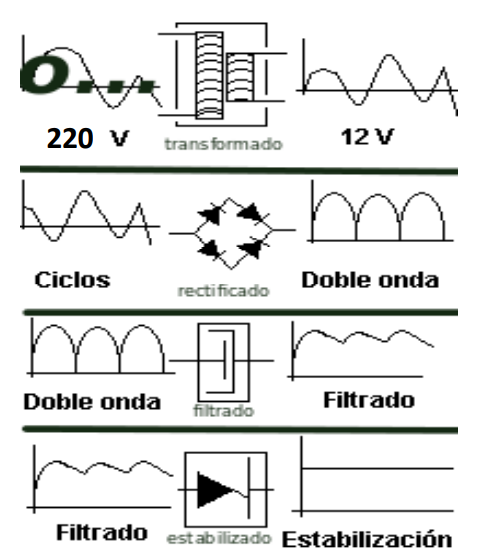 o...
220 V
transformado
12 V
Ciclos
rectificado
Doble onda
Doble onda
filtrado
Filtrado
Filtrado
estabilizado
Estabilización